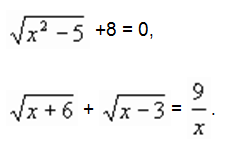 √(x² − 5) +8 = 0,
√(x + 6) + √(x − 3) = 9/x.